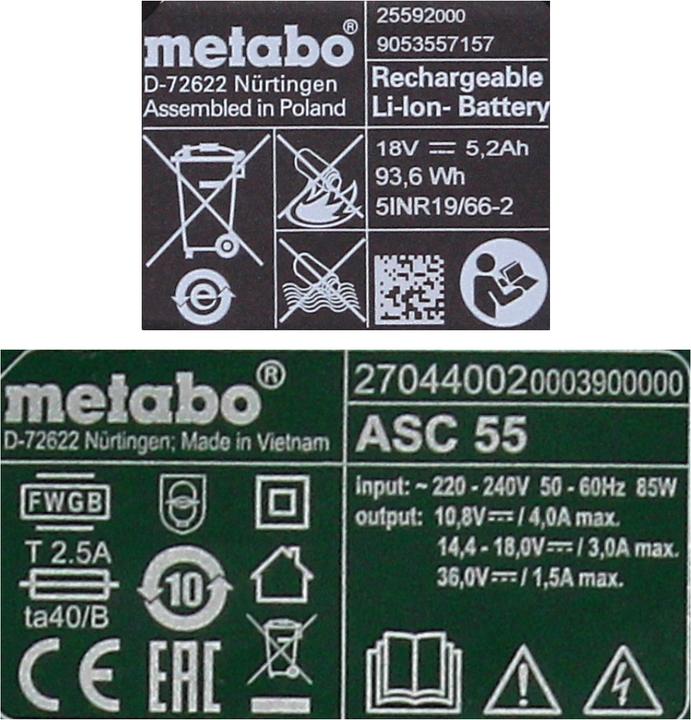 metabo®
D-72622 Nürtingen
Assembled in Poland
25592000
9053557157
Rechargeable
Li-Ion- Battery
18V ⎓ 5,2Ah
93,6 Wh
5INR19/66-2
e
metabo®
D-72622 Nürtingen; Made in Vietnam
270440020003900000
ASC 55
FWGB
T 2.5A
ta40/B
10
CE EAC
input: ~ 220 - 240V 50 - 60Hz 85W
output: 10,8V⎓/ 4,0A max.
14,4 - 18,0V⎓/ 3,0A max.
36,0V⎓/ 1,5A max.